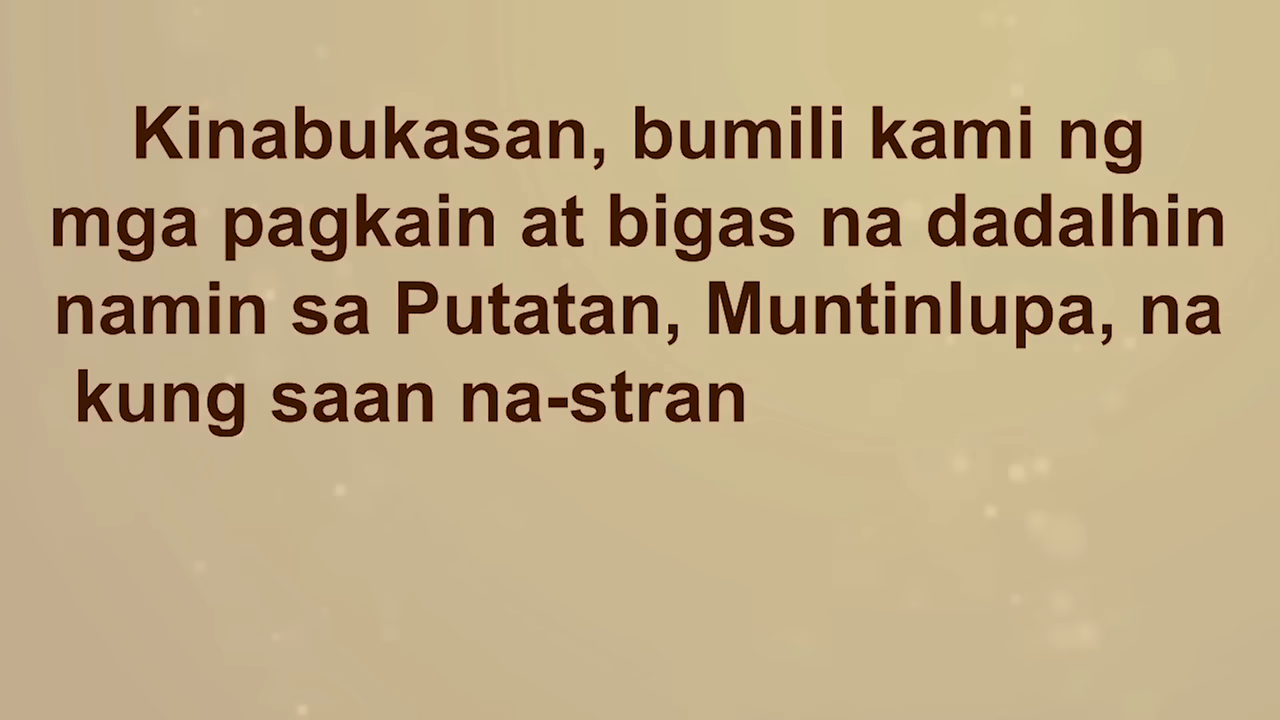 Kinabukasan, bumili kami ng
mga pagkain at bigas na dadalhin
namin sa Putatan, Muntinlupa, na
kung saan na-stran